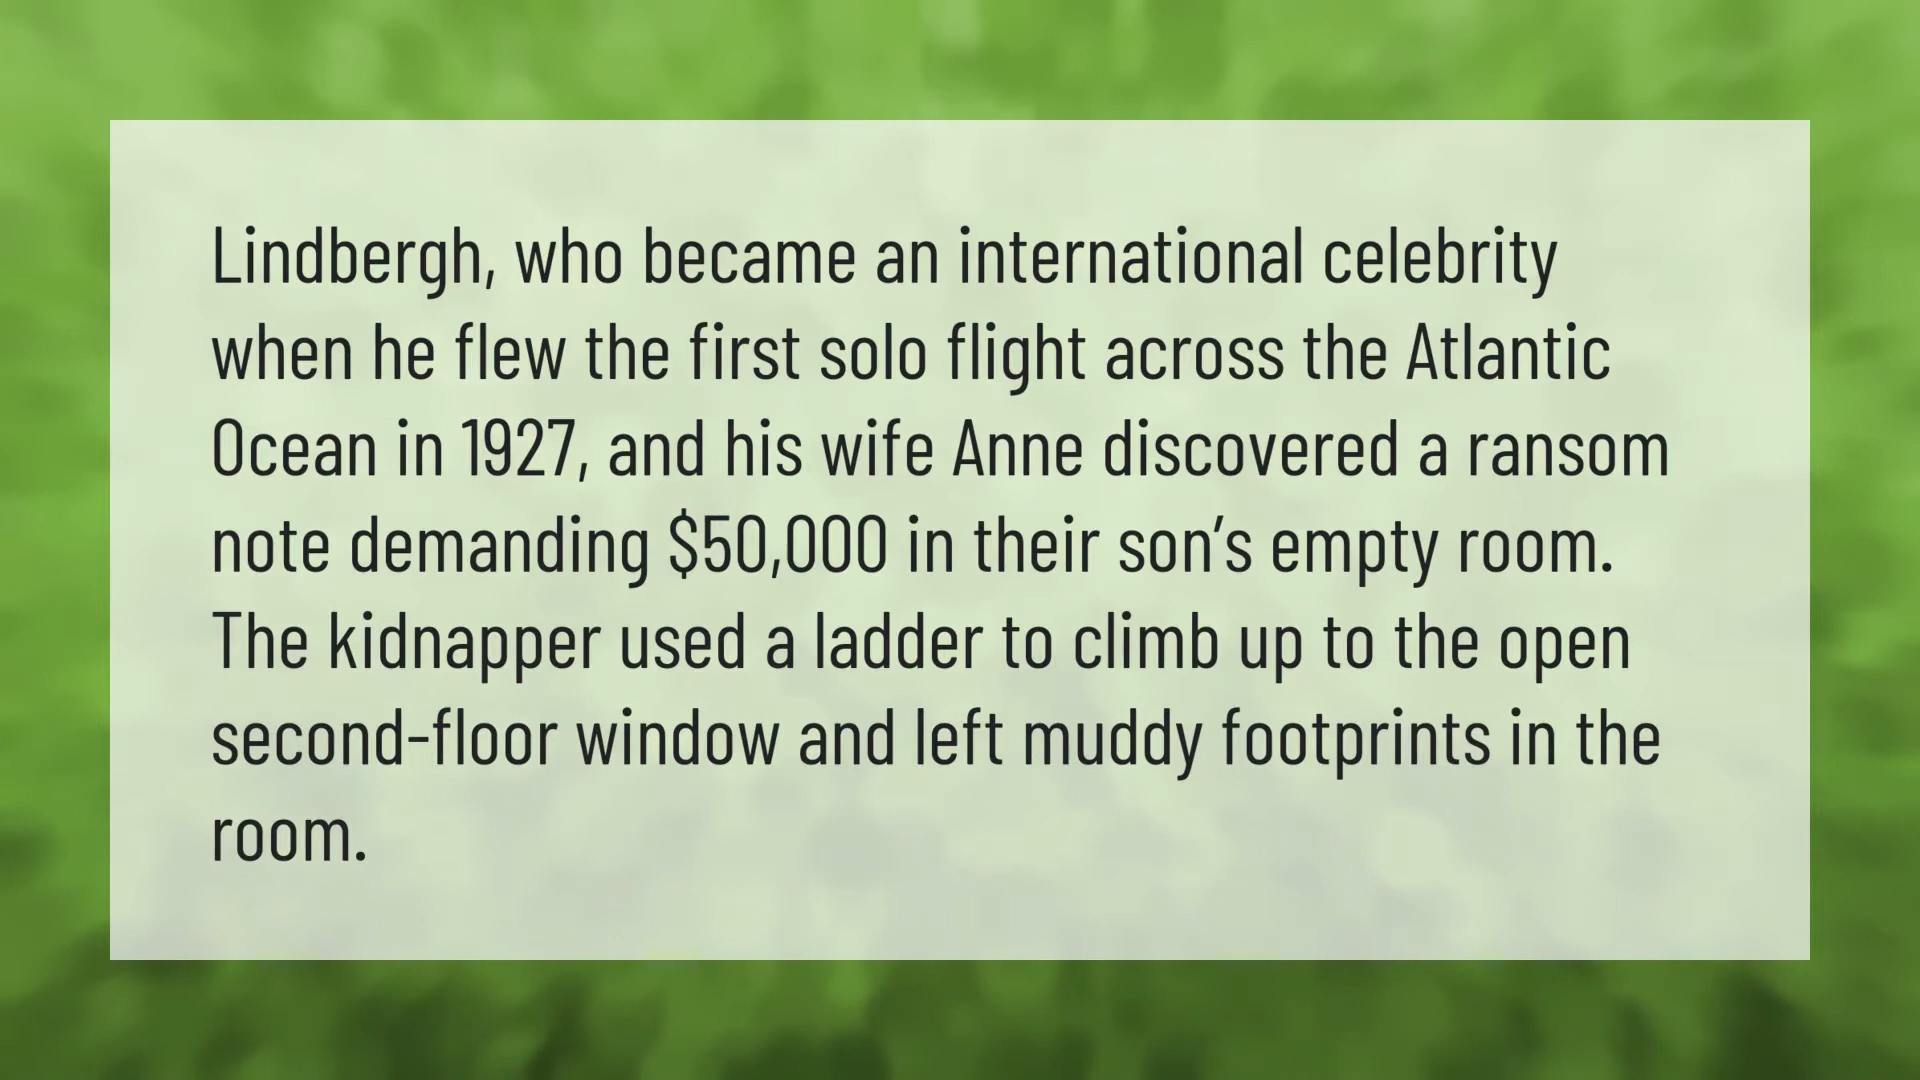 Lindbergh, who became an international celebrity
when he flew the first solo flight across the Atlantic
Ocean in 1927, and his wife Anne discovered a ransom
note demanding $50,000 in their son’s empty room.
The kidnapper used a ladder to climb up to the open
second-floor window and left muddy footprints in the
room.